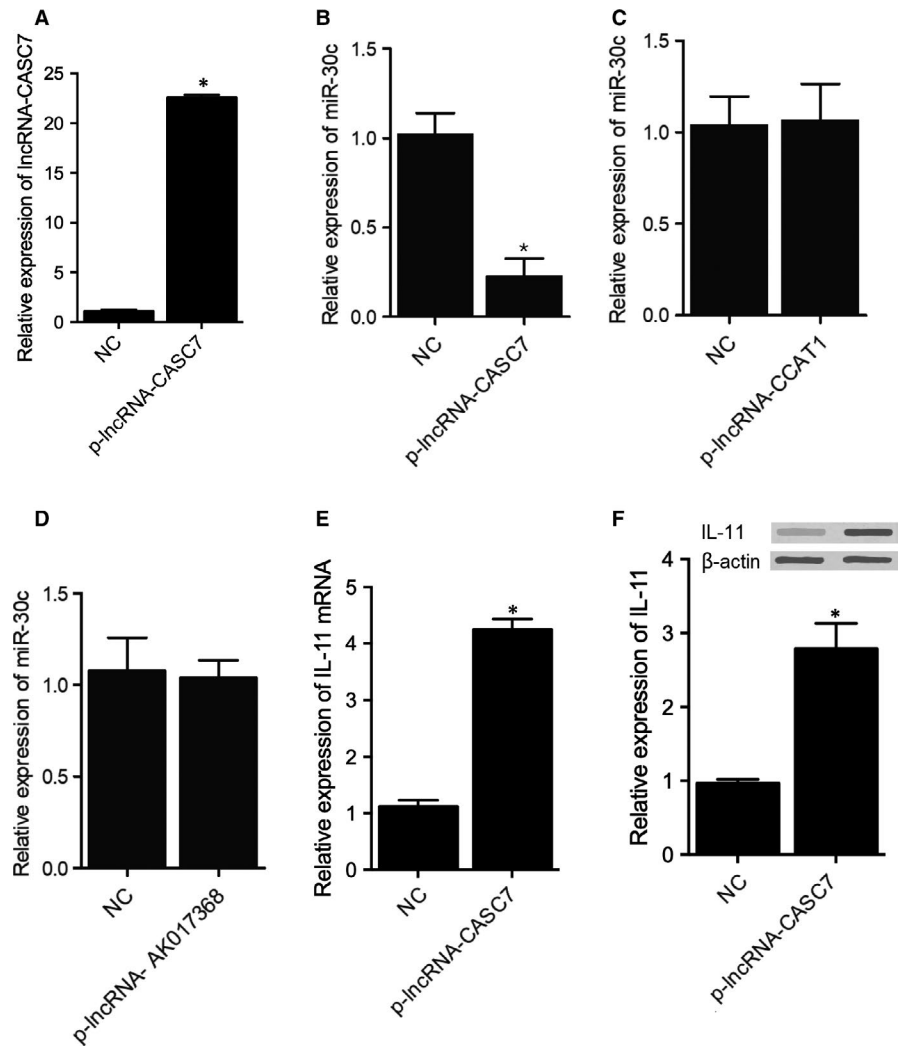 A
Relative expression of lncRNA-CASC7
25
20
15
10
5
0
*
NC
p-lncRNA-CASC7
B
Relative expression of miR-30c
1.5
1.0
0.5
0.0
*
NC
p-lncRNA-CASC7
C
Relative expression of miR-30c
1.5
1.0
0.5
0.0
NC
p-lncRNA-CCAT1
D
Relative expression of miR-30c
1.5
1.0
0.5
0.0
NC
p-lncRNA- AK017368
E
Relative expression of IL-11 mRNA
5
4
3
2
1
0
*
NC
p-lncRNA-CASC7
F
IL-11
β-actin
Relative expression of IL-11
4
3
2
1
0
*
NC
p-lncRNA-CASC7